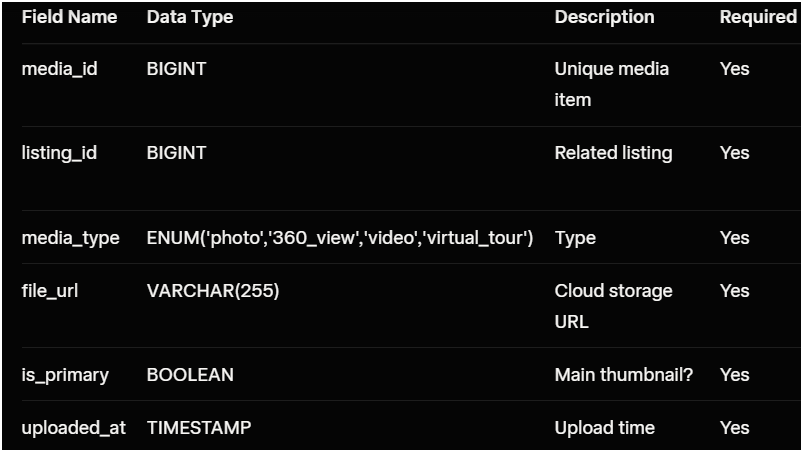 Field Name Data Type Description Required
media_id BIGINT Unique media item Yes
listing_id BIGINT Related listing Yes
media_type ENUM('photo','360_view','video','virtual_tour') Type Yes
file_url VARCHAR(255) Cloud storage URL Yes
is_primary BOOLEAN Main thumbnail? Yes
uploaded_at TIMESTAMP Upload time Yes